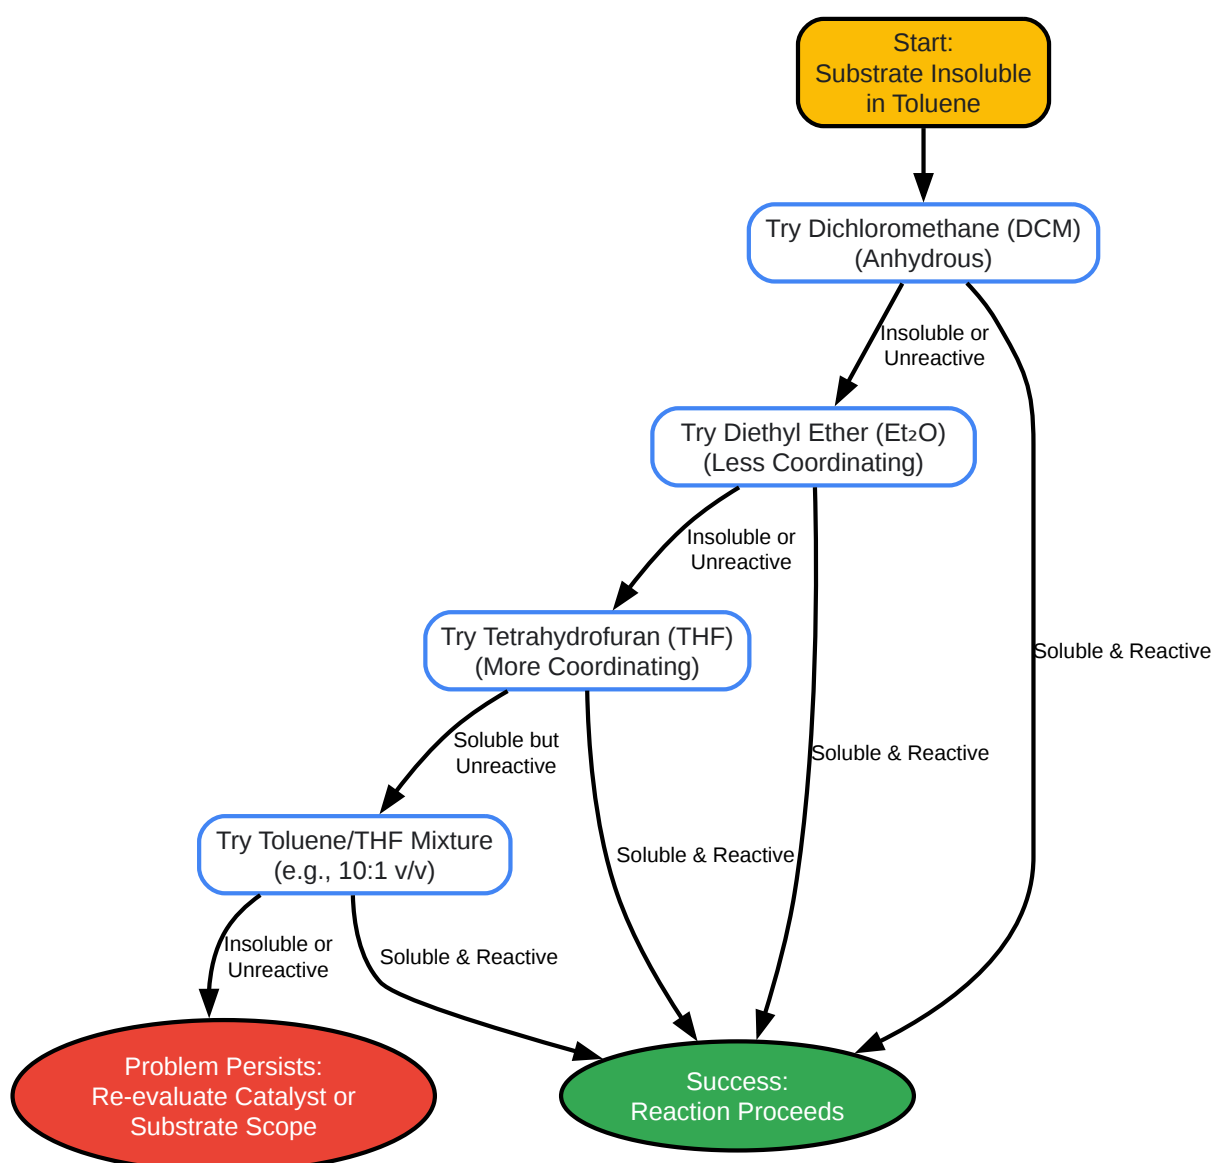 Start:
Substrate Insoluble
in Toluene
Try Dichloromethane (DCM)
(Anhydrous)
Insoluble or
Unreactive
Try Diethyl Ether (Et₂O)
(Less Coordinating)
Insoluble or
Unreactive
Try Tetrahydrofuran (THF)
(More Coordinating)
Soluble & Reactive
Soluble but
Unreactive
Soluble & Reactive
Try Toluene/THF Mixture
(e.g., 10:1 v/v)
Soluble & Reactive
Insoluble or
Unreactive
Soluble & Reactive
Problem Persists:
Re-evaluate Catalyst or
Substrate Scope
Success:
Reaction Proceeds